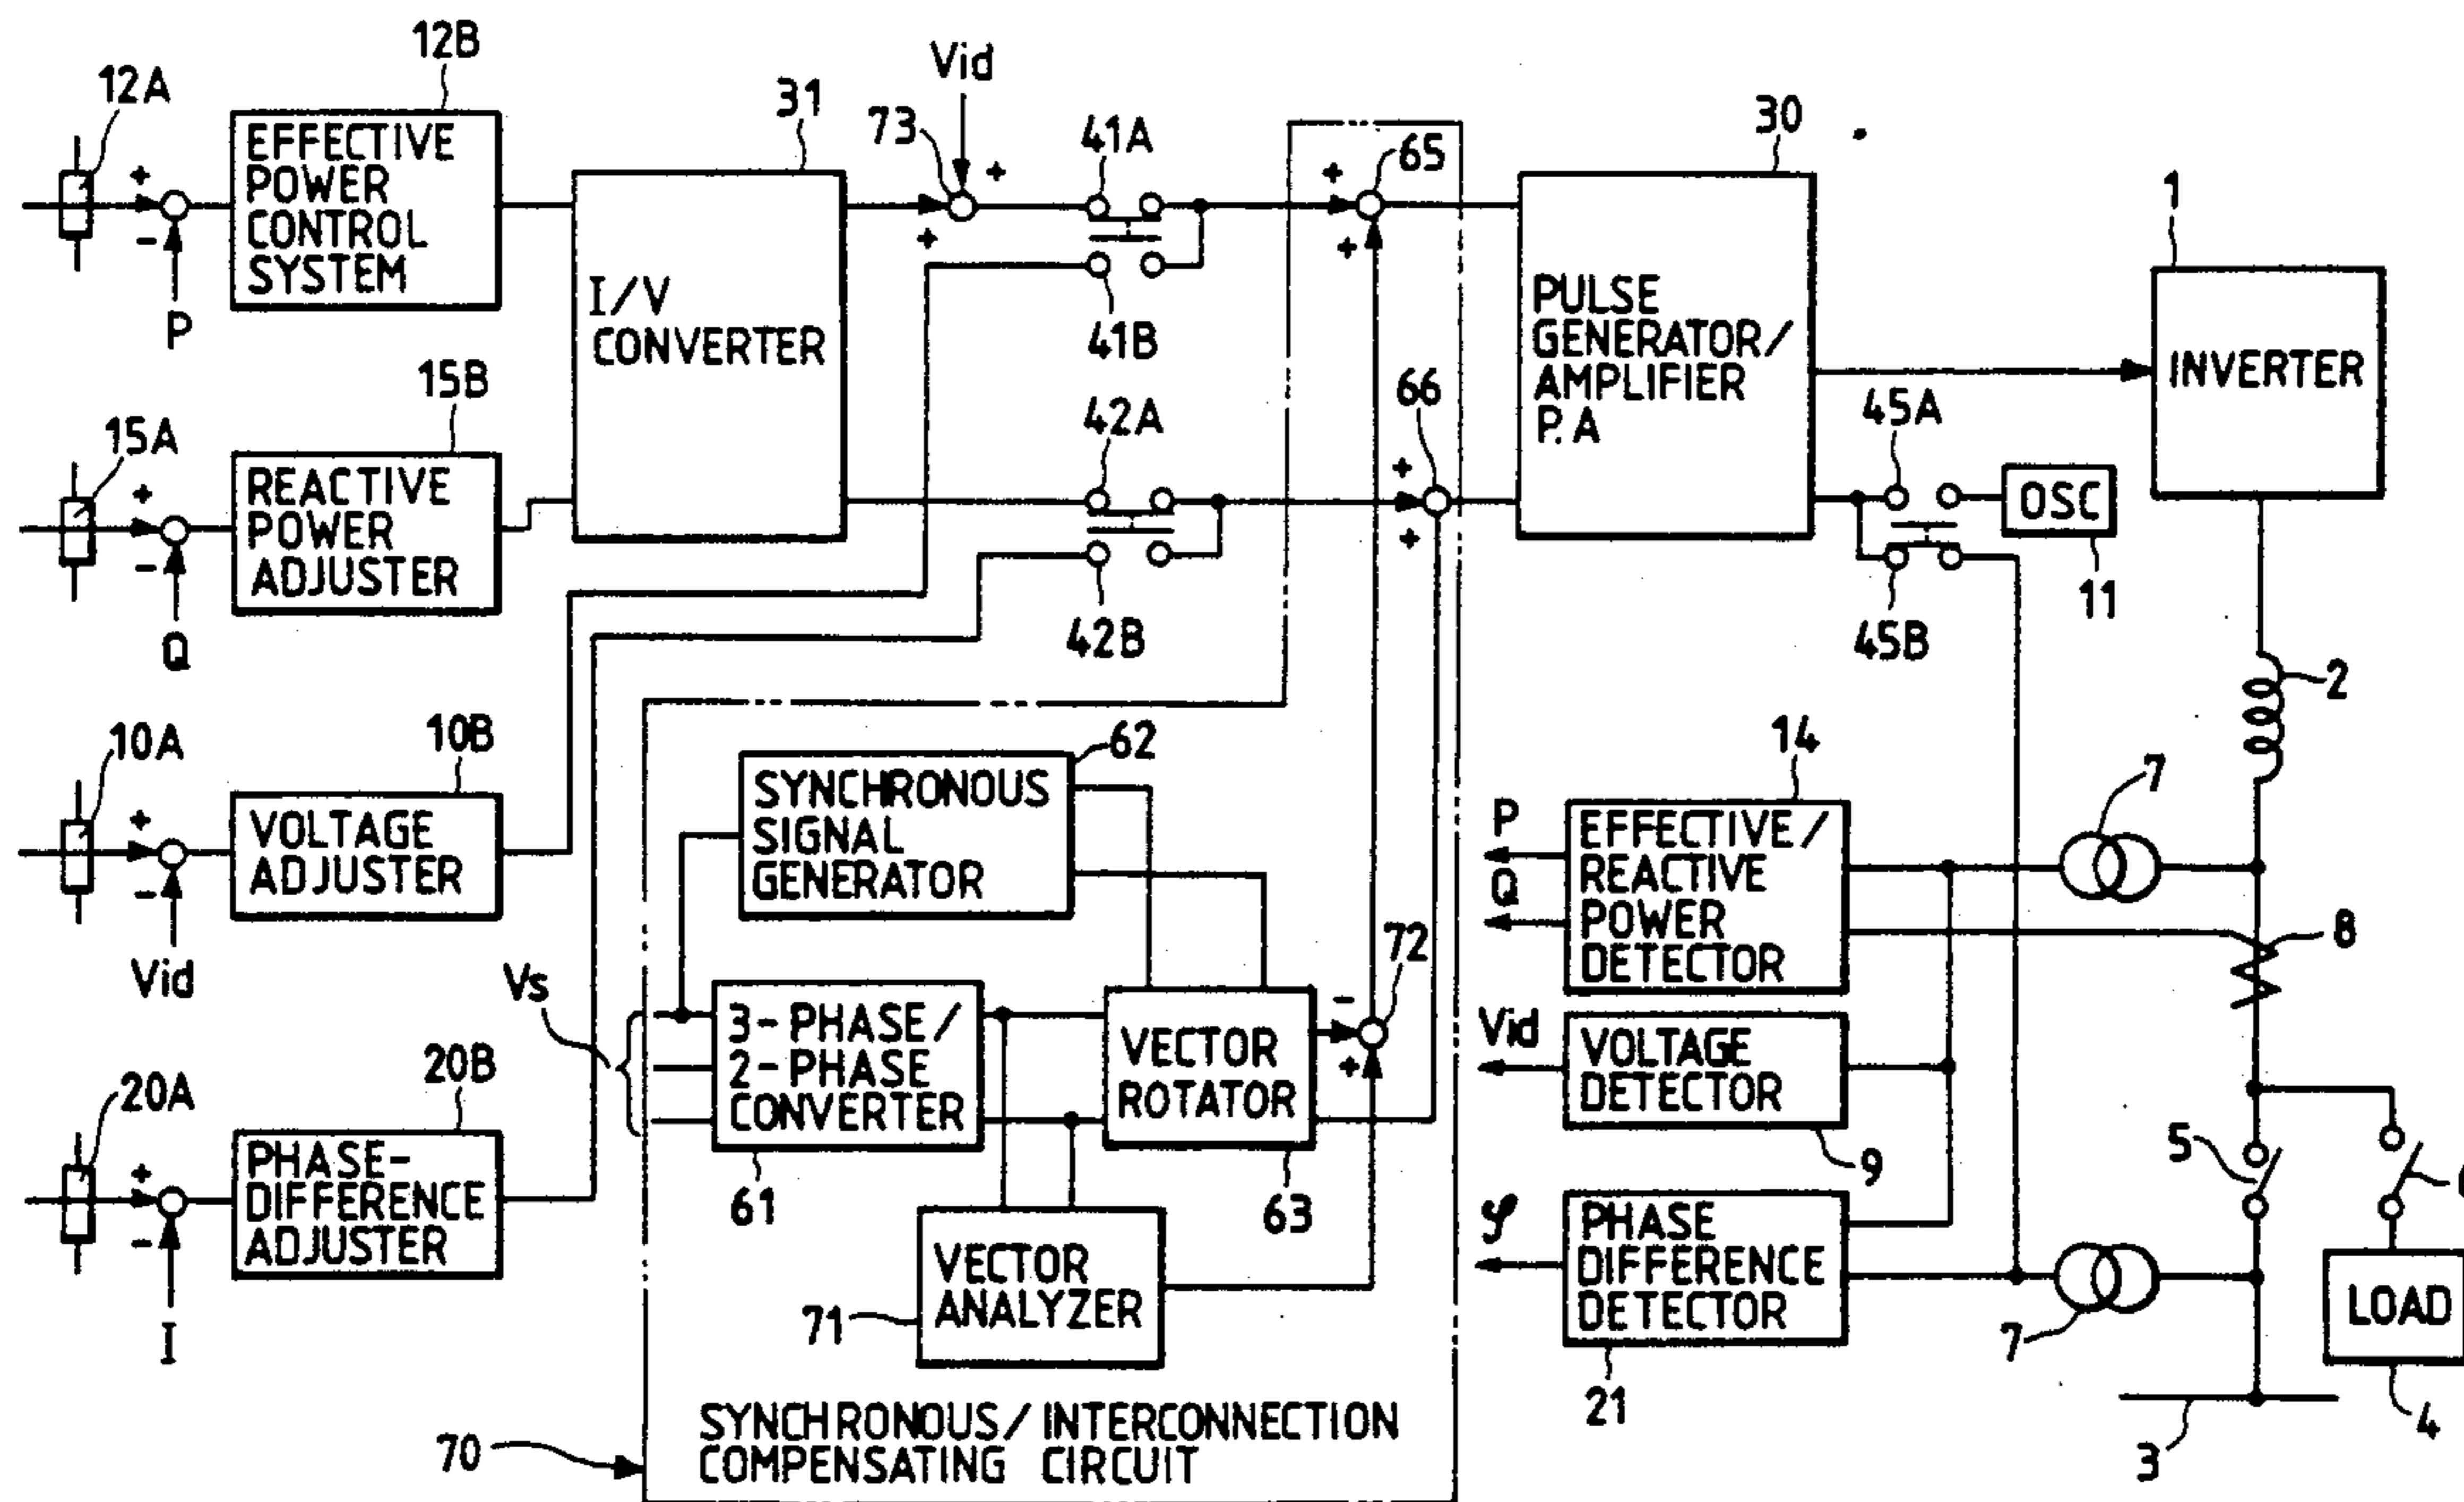 12A
12B
+
-
P
EFFECTIVE
POWER
CONTROL
SYSTEM
15A
15B
+
-
Q
REACTIVE
POWER
ADJUSTER
10A
10B
+
-
Vid
VOLTAGE
ADJUSTER
20A
20B
+
-
I
PHASE-
DIFFERENCE
ADJUSTER
31
I/V
CONVERTER
73
Vid
+
+
41A
41B
42A
42B
65
+
+
66
+
+
30
PULSE
GENERATOR/
AMPLIFIER
P.A
1
INVERTER
45A
45B
OSC
11
2
62
SYNCHRONOUS
SIGNAL
GENERATOR
Vs
3-PHASE/
2-PHASE
CONVERTER
61
VECTOR
ROTATOR
63
-
+
72
VECTOR
ANALYZER
71
SYNCHRONOUS/INTERCONNECTION
COMPENSATING CIRCUIT
70
14
P
Q
EFFECTIVE/
REACTIVE
POWER
DETECTOR
7
8
Vid
VOLTAGE
DETECTOR
9
φ
PHASE
DIFFERENCE
DETECTOR
21
7
5
LOAD
4
3